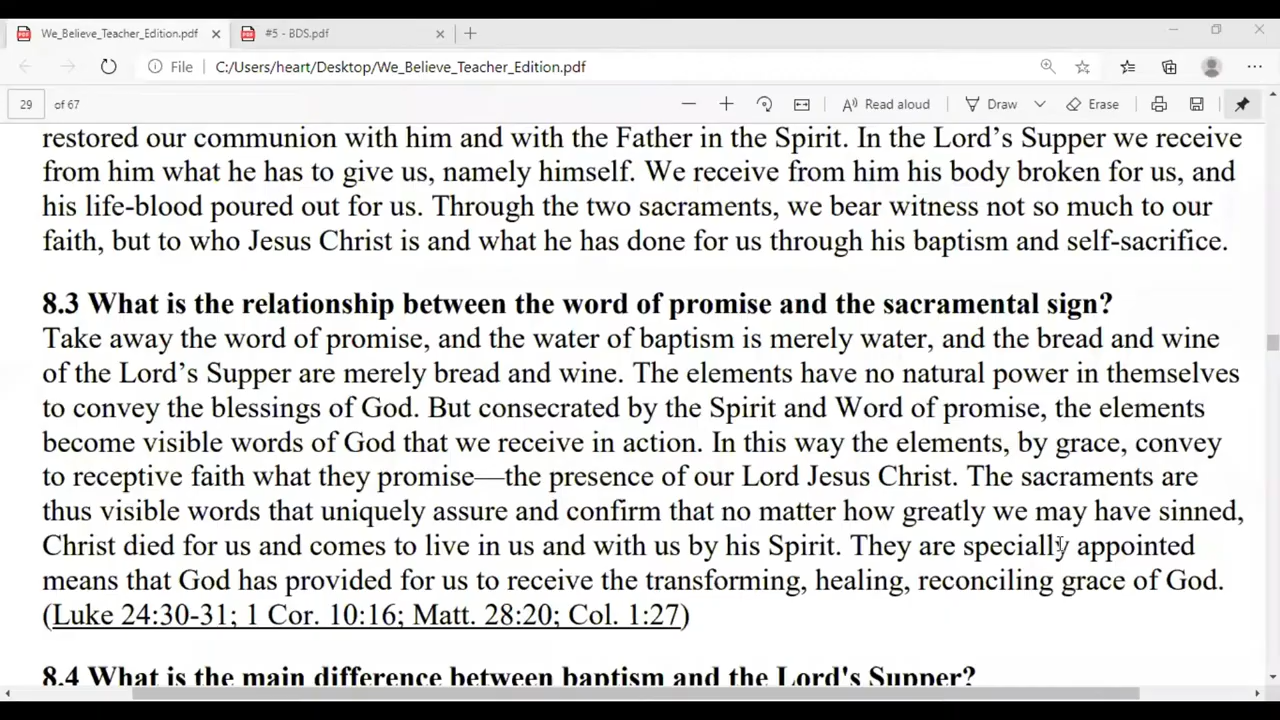 We_Believe_Teacher_Edition.pdf
#5 - BDS.pdf
File
C:/Users/heart/Desktop/We_Believe_Teacher_Edition.pdf
29 of 67
Read aloud
Draw
Erase
restored our communion with him and with the Father in the Spirit. In the Lord’s Supper we receive
from him what he has to give us, namely himself. We receive from him his body broken for us, and
his life-blood poured out for us. Through the two sacraments, we bear witness not so much to our
faith, but to who Jesus Christ is and what he has done for us through his baptism and self-sacrifice.
8.3 What is the relationship between the word of promise and the sacramental sign?
Take away the word of promise, and the water of baptism is merely water, and the bread and wine
of the Lord’s Supper are merely bread and wine. The elements have no natural power in themselves
to convey the blessings of God. But consecrated by the Spirit and Word of promise, the elements
become visible words of God that we receive in action. In this way the elements, by grace, convey
to receptive faith what they promise—the presence of our Lord Jesus Christ. The sacraments are
thus visible words that uniquely assure and confirm that no matter how greatly we may have sinned,
Christ died for us and comes to live in us and with us by his Spirit. They are specially appointed
means that God has provided for us to receive the transforming, healing, reconciling grace of God.
(Luke 24:30-31; 1 Cor. 10:16; Matt. 28:20; Col. 1:27)
8.4 What is the main difference between baptism and the Lord's Supper?